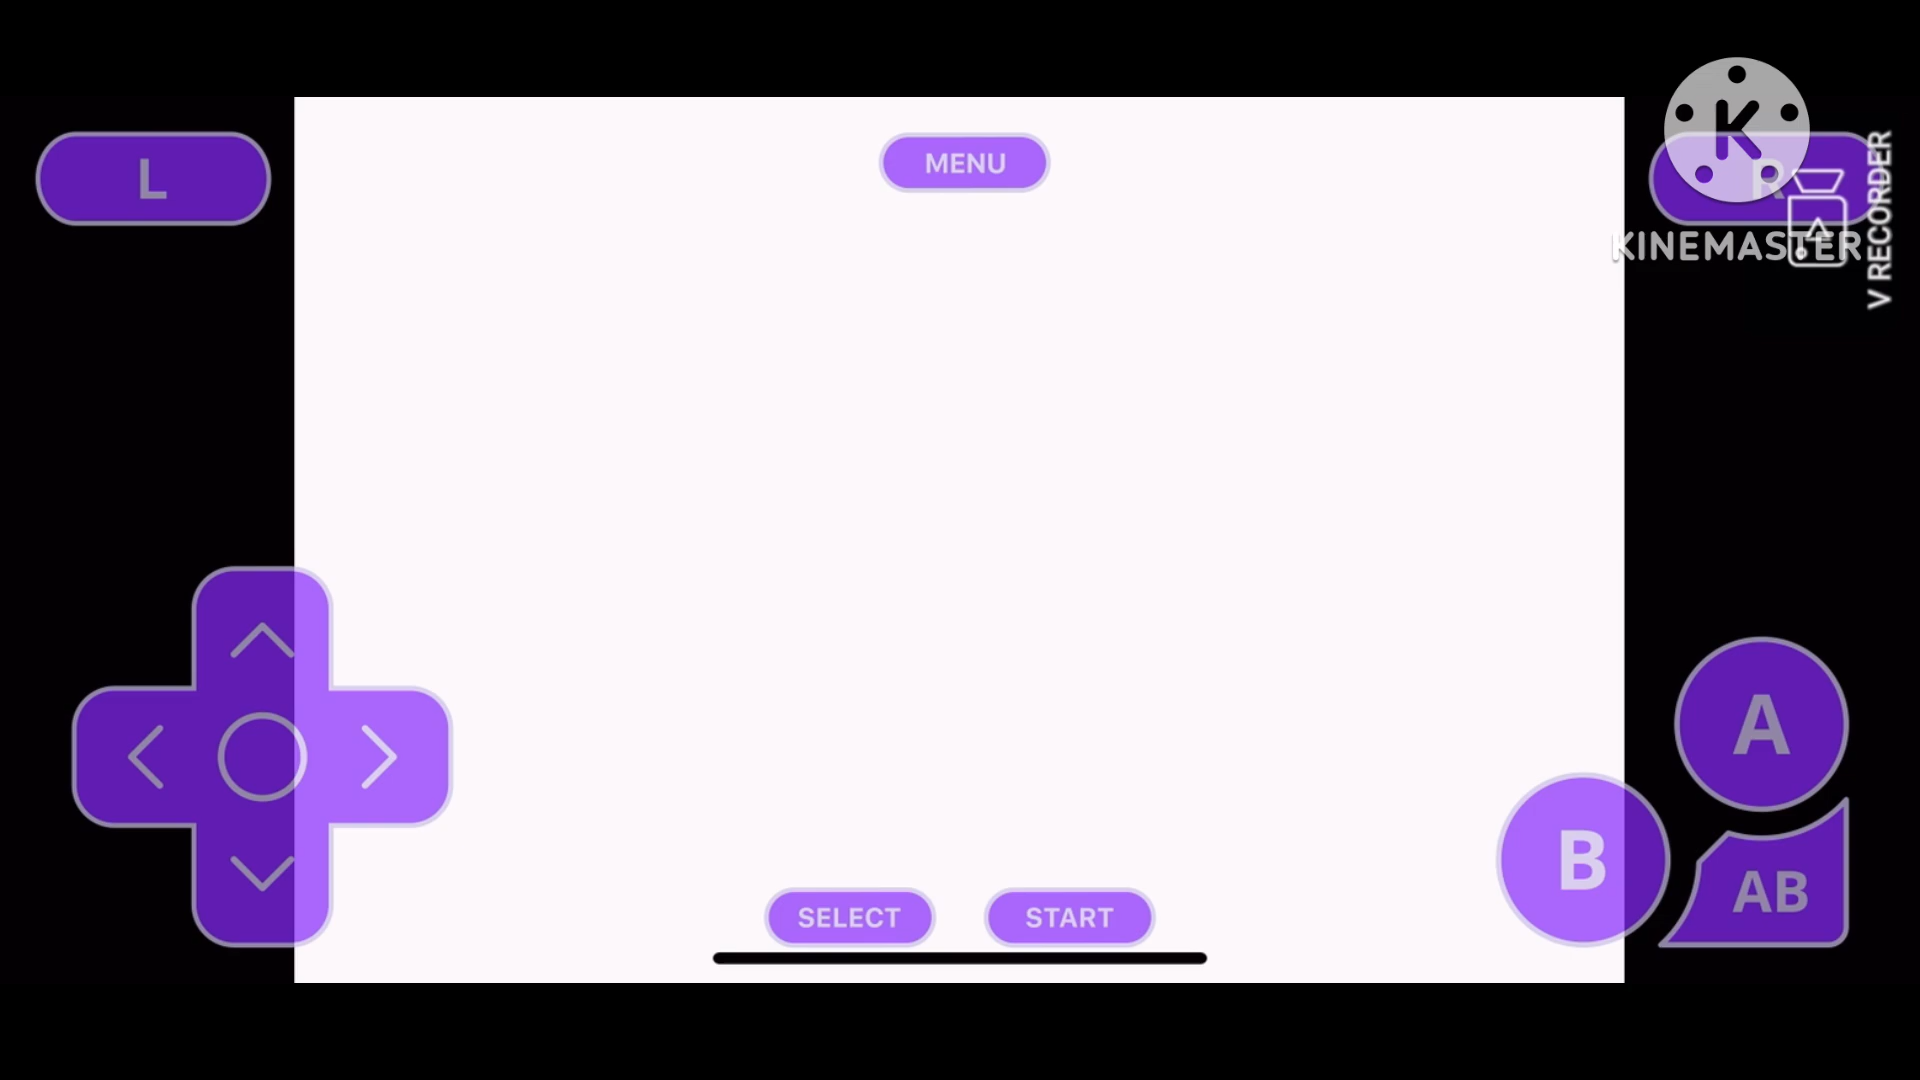 L
MENU
K
R
V RECORDER
KINEMASTER
A
B
AB
SELECT
START